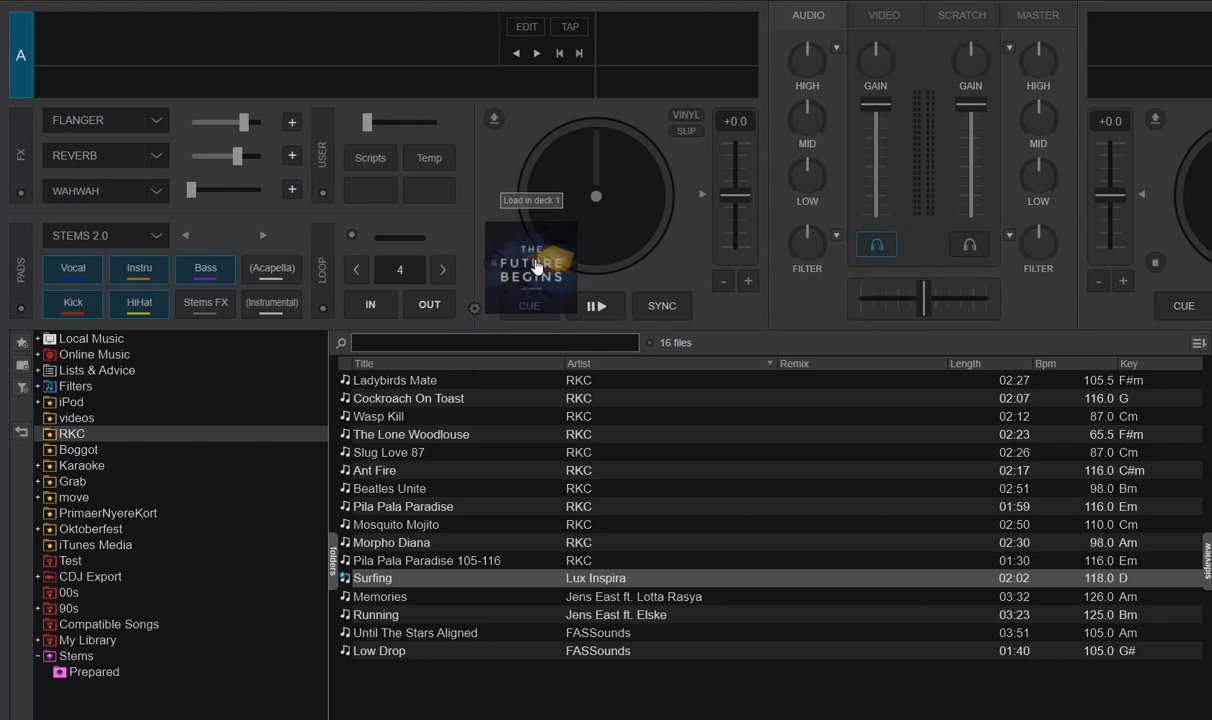 EDIT TAP
A
AUDIO VIDEO SCRATCH MASTER
HIGH GAIN GAIN HIGH
MID MID
LOW LOW
FILTER FILTER
FX
FLANGER
REVERB
WAHWAH
USER
Scripts Temp
VINYL
SLIP
+0.0
+0.0
Load in deck 1
THE
FUTURE
BEGINS
PADS
STEMS 2.0
Vocal Instru Bass (Acapella)
Kick HiHat Stems FX (Instrumental)
LOOP
4
IN OUT
CUE SYNC
- +
- +
CUE
16 files
Local Music
Online Music
Lists & Advice
Filters
iPod
videos
RKC
Boggot
Karaoke
Grab
move
PrimaerNyereKort
Oktoberfest
iTunes Media
Test
CDJ Export
00s
90s
Compatible Songs
My Library
Stems
Prepared
folders
sideview
Title Artist Remix Length Bpm Key
Ladybirds Mate RKC 02:27 105.5 F#m
Cockroach On Toast RKC 02:07 116.0 G
Wasp Kill RKC 02:12 87.0 Cm
The Lone Woodlouse RKC 02:23 65.5 F#m
Slug Love 87 RKC 02:26 87.0 Cm
Ant Fire RKC 02:17 116.0 C#m
Beatles Unite RKC 02:51 98.0 Bm
Pila Pala Paradise RKC 01:59 116.0 Em
Mosquito Mojito RKC 02:50 110.0 Cm
Morpho Diana RKC 02:30 98.0 Am
Pila Pala Paradise 105-116 RKC 01:30 116.0 Em
Surfing Lux Inspira 02:02 118.0 D
Memories Jens East ft. Lotta Rasya 03:32 126.0 Am
Running Jens East ft. Elske 03:23 125.0 Bm
Until The Stars Aligned FASSounds 03:51 105.0 Am
Low Drop FASSounds 01:40 105.0 G#